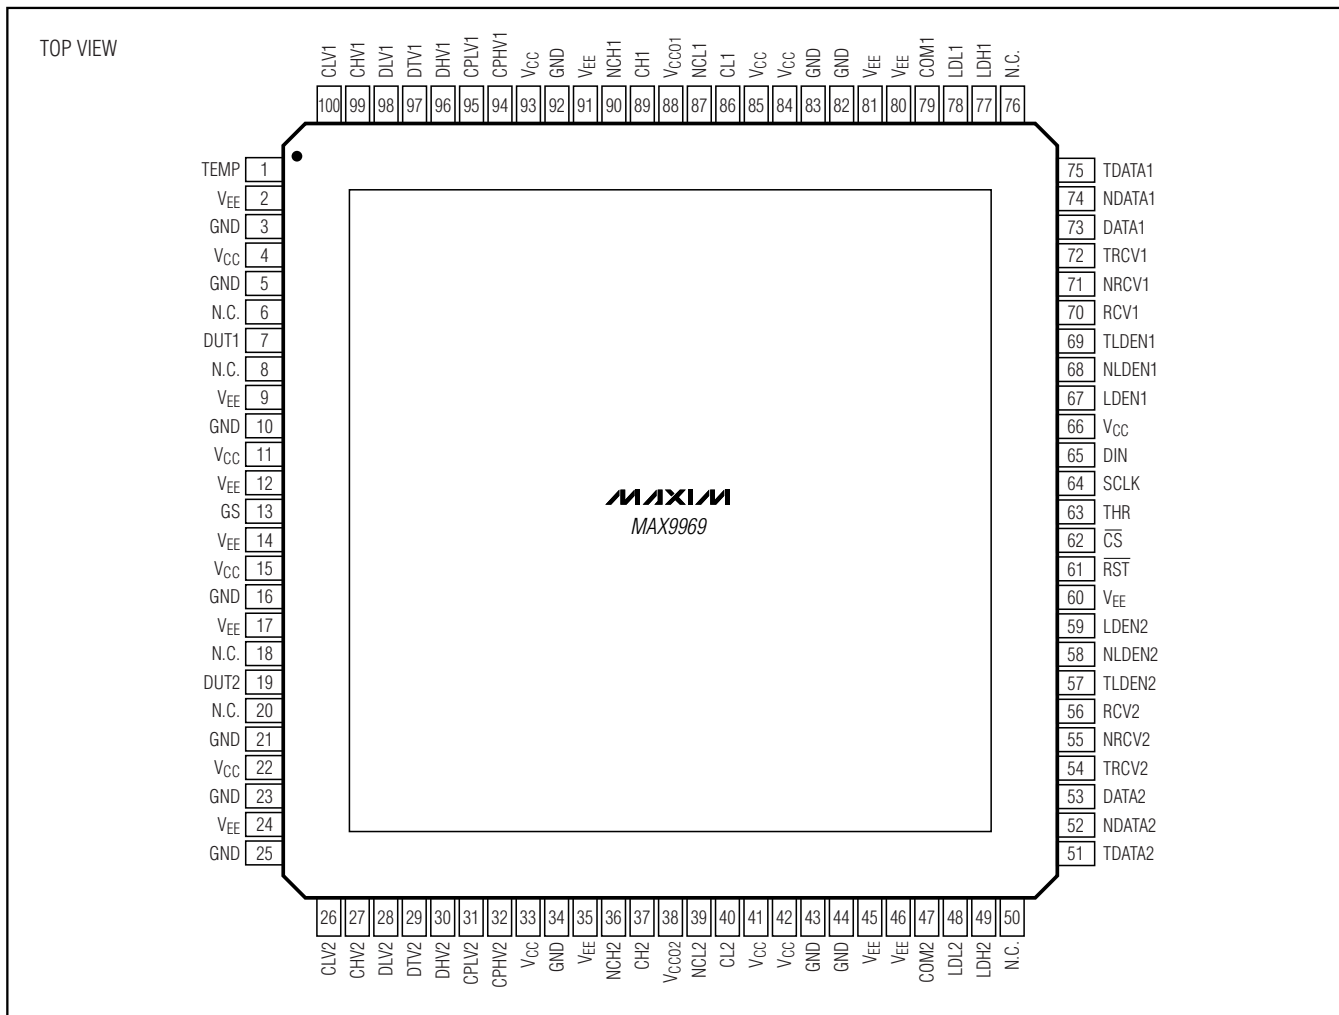 TOP VIEW
CLV1
CHV1
DLV1
DTV1
DHV1
CPLV1
CPHV1
VCC
GND
VEE
NCH1
CH1
VCCO1
NCL1
CL1
VCC
VCC
GND
GND
VEE
VEE
COM1
LDL1
LDH1
N.C.
100 99 98 97 96 95 94 93 92 91 90 89 88 87 86 85 84 83 82 81 80 79 78 77 76
TEMP 1
VEE 2
GND 3
VCC 4
GND 5
N.C. 6
DUT1 7
N.C. 8
VEE 9
GND 10
VCC 11
VEE 12
GS 13
VEE 14
VCC 15
GND 16
VEE 17
N.C. 18
DUT2 19
N.C. 20
GND 21
VCC 22
GND 23
VEE 24
GND 25
MAXIM
MAX9969
75 TDATA1
74 NDATA1
73 DATA1
72 TRCV1
71 NRCV1
70 RCV1
69 TLDEN1
68 NLDEN1
67 LDEN1
66 VCC
65 DIN
64 SCLK
63 THR
62 C̅S̅
61 R̅S̅T̅
60 VEE
59 LDEN2
58 NLDEN2
57 TLDEN2
56 RCV2
55 NRCV2
54 TRCV2
53 DATA2
52 NDATA2
51 TDATA2
26 27 28 29 30 31 32 33 34 35 36 37 38 39 40 41 42 43 44 45 46 47 48 49 50
CLV2
CHV2
DLV2
DTV2
DHV2
CPLV2
CPHV2
VCC
GND
VEE
NCH2
CH2
VCCO2
NCL2
CL2
VCC
VCC
GND
GND
VEE
VEE
COM2
LDL2
LDH2
N.C.